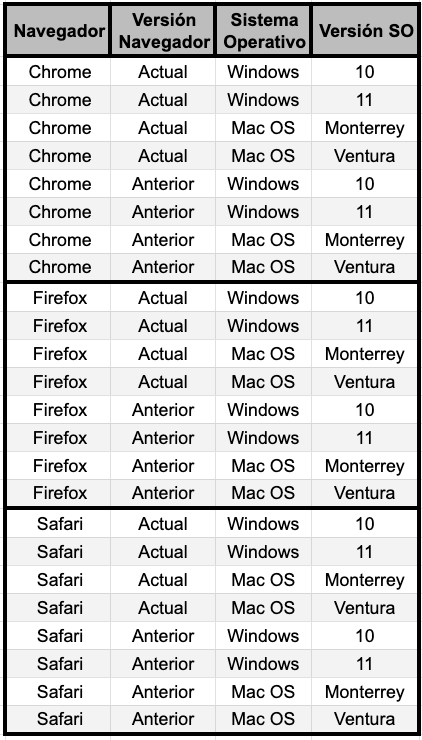 Navegador Versión Navegador Sistema Operativo Versión SO
Chrome Actual Windows 10
Chrome Actual Windows 11
Chrome Actual Mac OS Monterrey
Chrome Actual Mac OS Ventura
Chrome Anterior Windows 10
Chrome Anterior Windows 11
Chrome Anterior Mac OS Monterrey
Chrome Anterior Mac OS Ventura
Firefox Actual Windows 10
Firefox Actual Windows 11
Firefox Actual Mac OS Monterrey
Firefox Actual Mac OS Ventura
Firefox Anterior Windows 10
Firefox Anterior Windows 11
Firefox Anterior Mac OS Monterrey
Firefox Anterior Mac OS Ventura
Safari Actual Windows 10
Safari Actual Windows 11
Safari Actual Mac OS Monterrey
Safari Actual Mac OS Ventura
Safari Anterior Windows 10
Safari Anterior Windows 11
Safari Anterior Mac OS Monterrey
Safari Anterior Mac OS Ventura